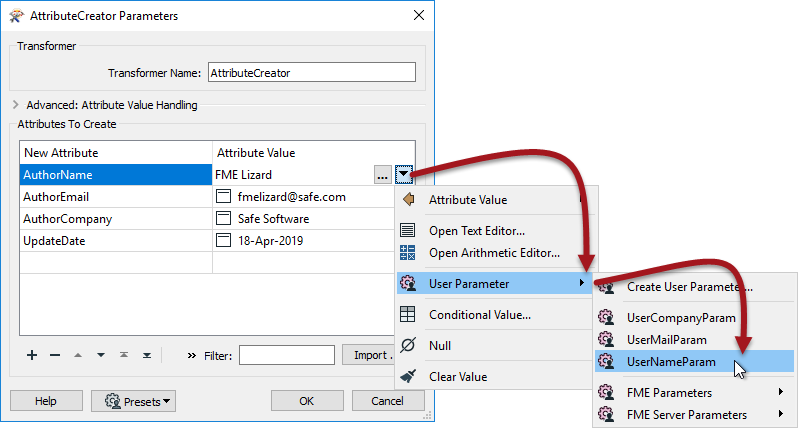 AttributeCreator Parameters
Transformer
Transformer Name: AttributeCreator
Advanced: Attribute Value Handling
Attributes To Create
New Attribute Attribute Value
AuthorName FME Lizard ...
AuthorEmail fmelizard@safe.com
AuthorCompany Safe Software
UpdateDate 18-Apr-2019
Filter: Import ..
Help Presets OK Cancel
Attribute Value
Open Text Editor...
Open Arithmetic Editor...
User Parameter
Conditional Value...
Null
Clear Value
Create User Parameter...
UserCompanyParam
UserMailParam
UserNameParam
FME Parameters
FME Server Parameters